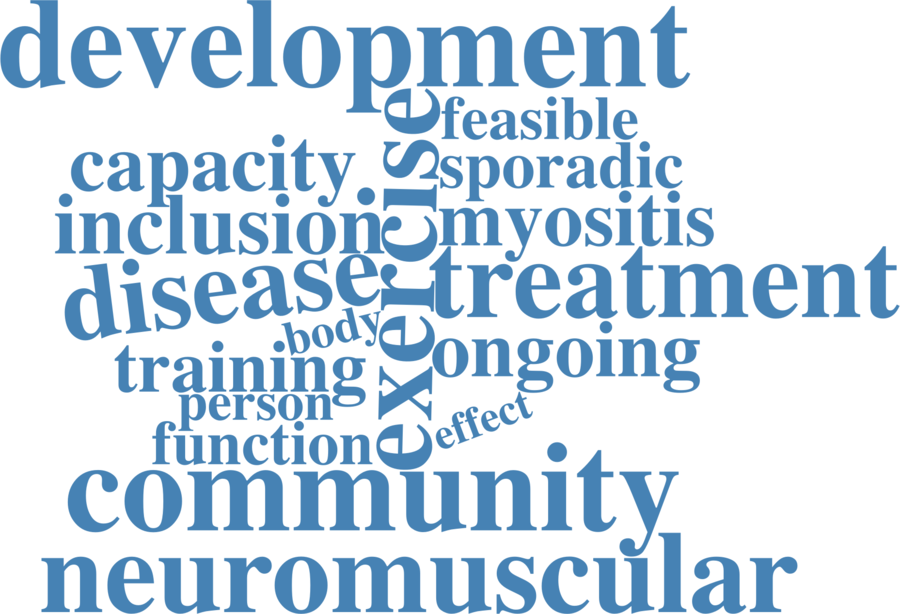 development
exercise
feasible
capacity
sporadic
inclusion
myositis
disease
treatment
body
ongoing
training
person
effect
function
community
neuromuscular